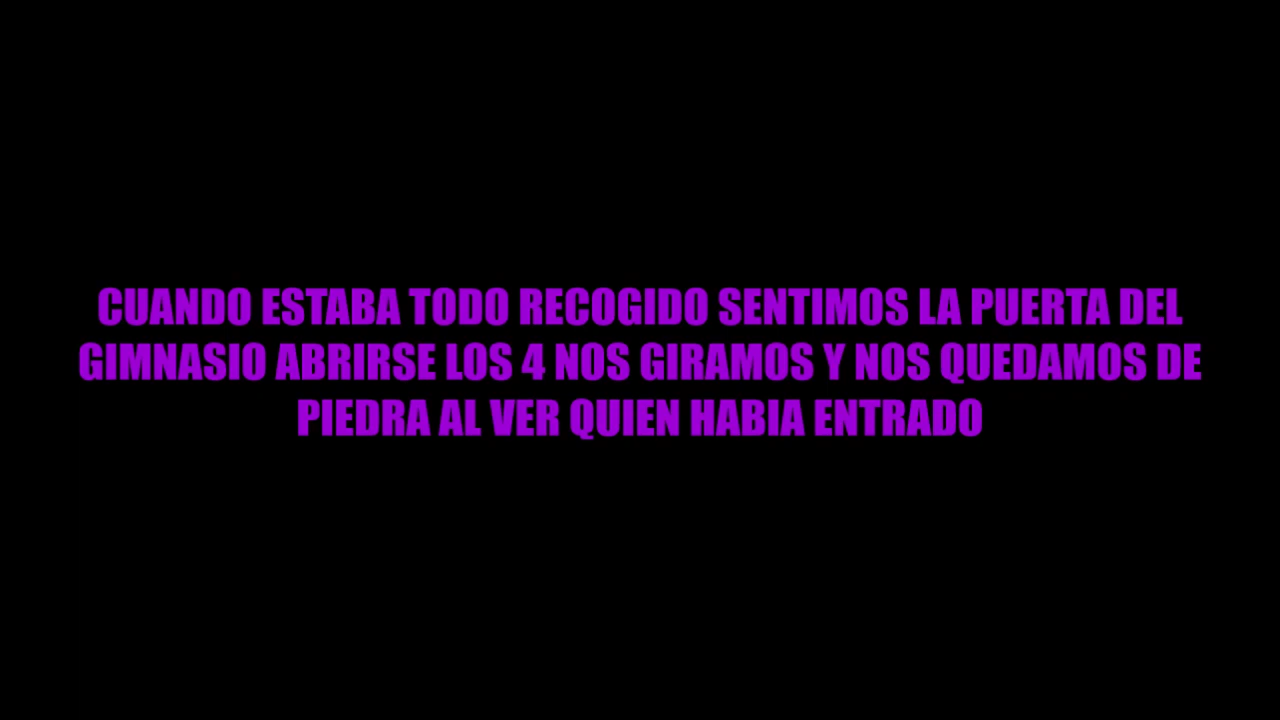 CUANDO ESTABA TODO RECOGIDO SENTIMOS LA PUERTA DEL
GIMNASIO ABRIRSE LOS 4 NOS GIRAMOS Y NOS QUEDAMOS DE
PIEDRA AL VER QUIEN HABIA ENTRADO